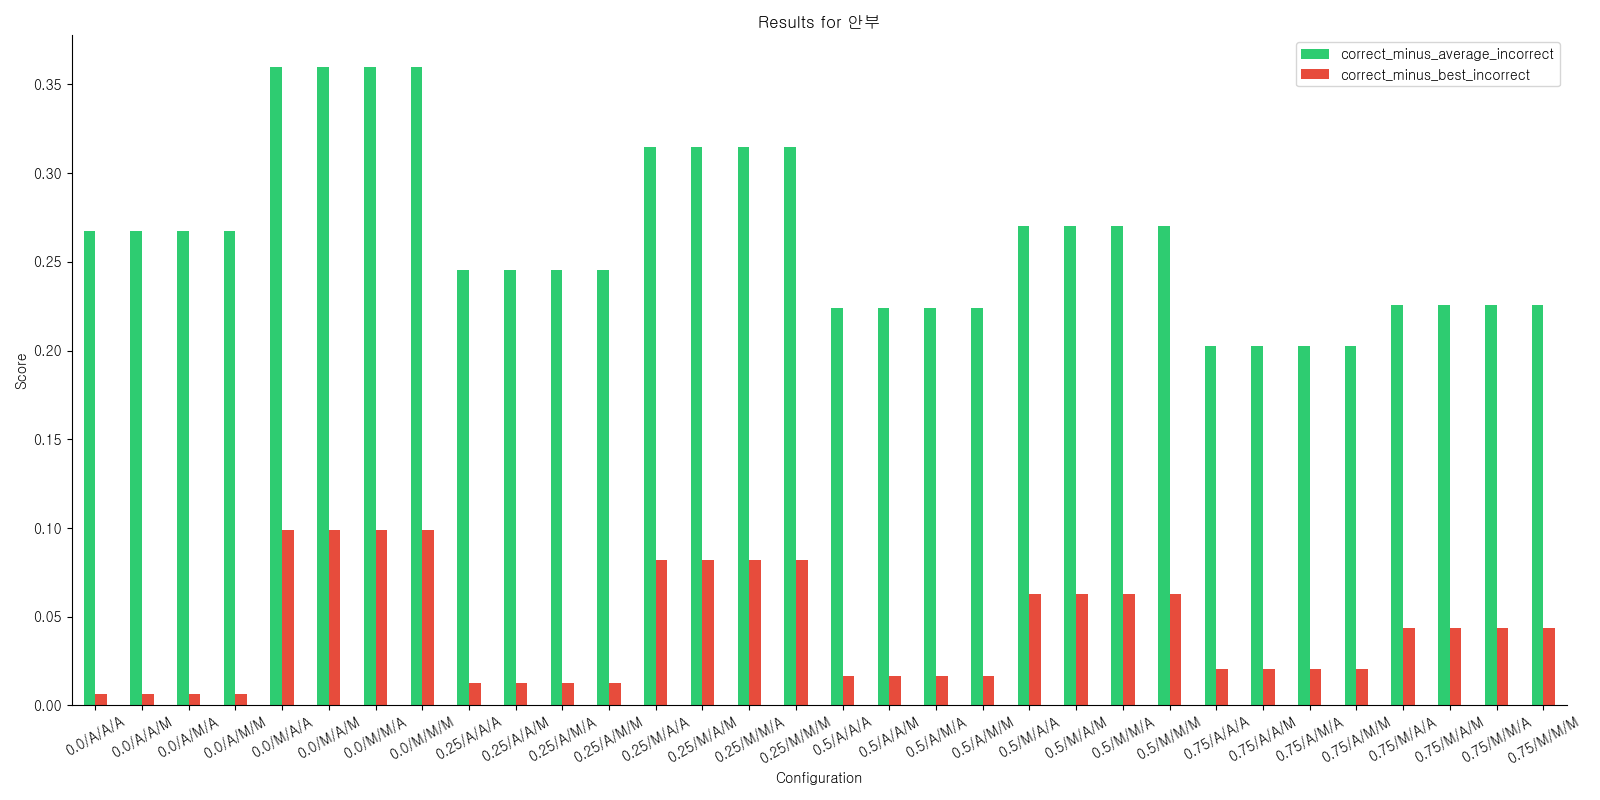 Results for 안부
correct_minus_average_incorrect
correct_minus_best_incorrect
Score
0.35
0.30
0.25
0.20
0.15
0.10
0.05
0.00
0.0/A/A/A
0.0/A/A/M
0.0/A/M/A
0.0/A/M/M
0.0/M/A/A
0.0/M/A/M
0.0/M/M/A
0.0/M/M/M
0.25/A/A/A
0.25/A/A/M
0.25/A/M/A
0.25/A/M/M
0.25/M/A/A
0.25/M/A/M
0.25/M/M/A
0.25/M/M/M
0.5/A/A/A
0.5/A/A/M
0.5/A/M/A
0.5/A/M/M
0.5/M/A/A
0.5/M/A/M
0.5/M/M/A
0.5/M/M/M
0.75/A/A/A
0.75/A/A/M
0.75/A/M/A
0.75/A/M/M
0.75/M/A/A
0.75/M/A/M
0.75/M/M/A
0.75/M/M/M
Configuration